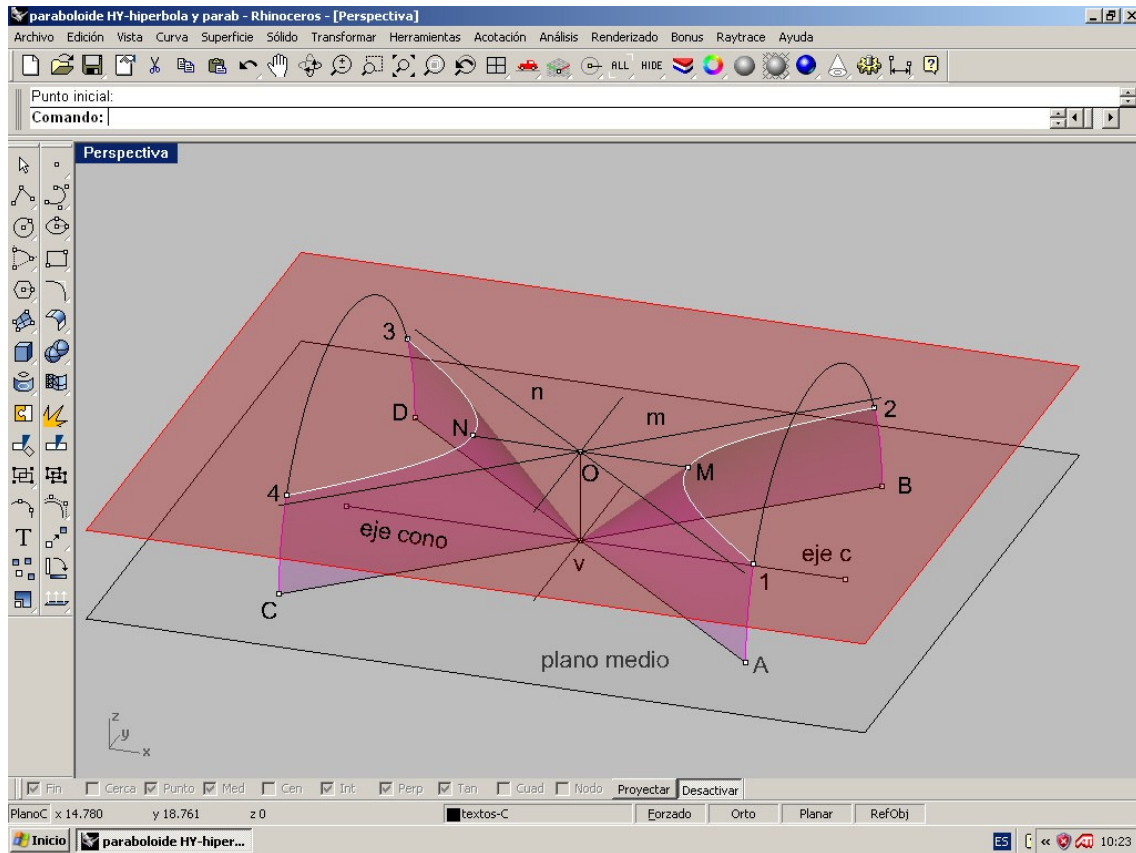 paraboloide HY-hiperbola y parab - Rhinoceros - [Perspectiva]
Archivo Edición Vista Curva Superficie Sólido Transformar Herramientas Acotación Análisis Renderizado Bonus Raytrace Ayuda
ALL HIDE
Punto inicial:
Comando:
Perspectiva
T
3
n
m
2
D
N
O
M
B
4
eje cono
v
eje c
1
C
plano medio
A
z
y
x
Fin Cerca Punto Med Cen Int Perp Tan Cuad Nodo Proyectar Desactivar
PlanoC x 14.780 y 18.761 z 0 textos-C Forzado Orto Planar RefObj
Inicio paraboloide HY-hiper... ES « 10:23